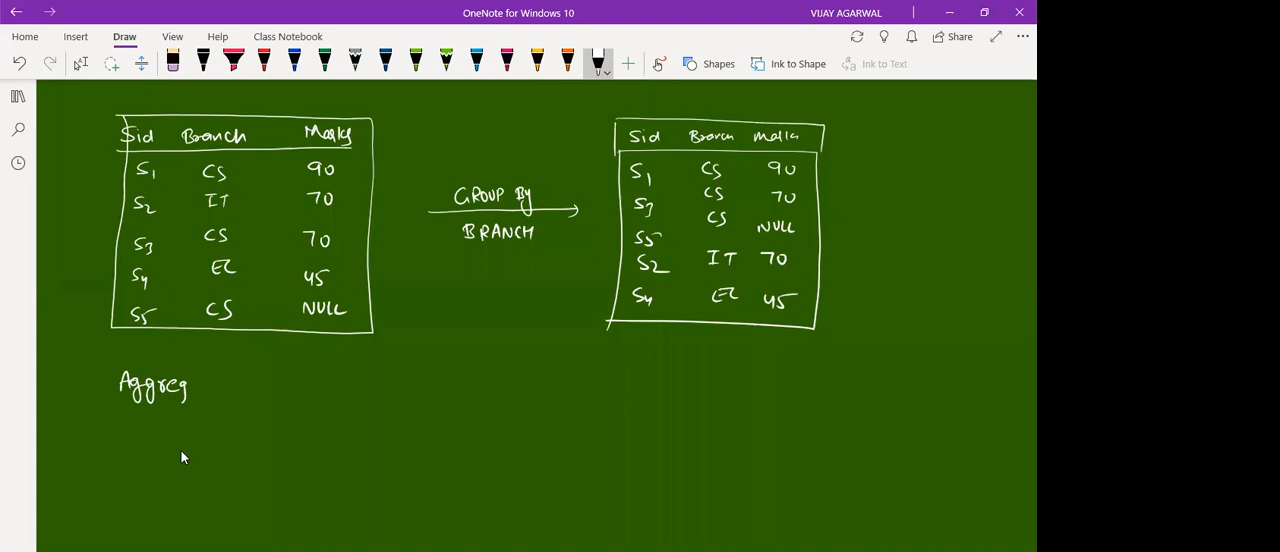 OneNote for Windows 10
VIJAY AGARWAL
Home Insert Draw View Help Class Notebook
Share
Shapes Ink to Shape Ink to Text
Sid Branch Marks
S1 CS 90
S2 IT 70
S3 CS 70
S4 EC 45
S5 CS NULL
GROUP By
BRANCH
Sid Branch Marks
S1 CS 90
S3 CS 70
S5 CS NULL
S2 IT 70
S4 EC 45
Aggreg